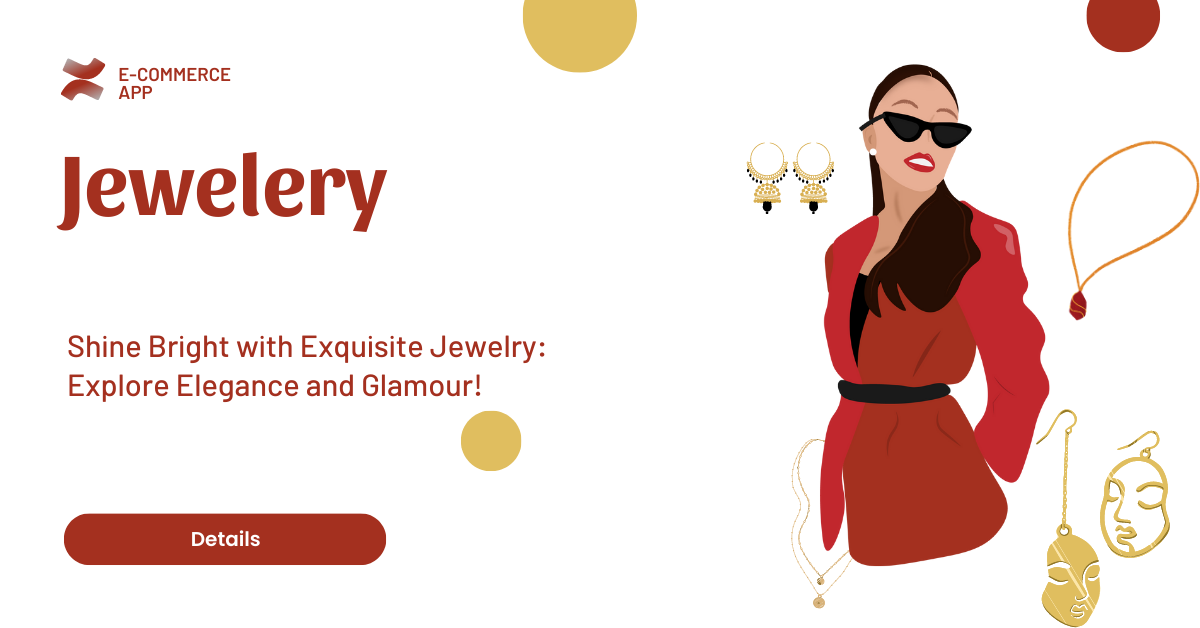 E-COMMERCE
APP
Jewelery
Shine Bright with Exquisite Jewelry:
Explore Elegance and Glamour!
Details